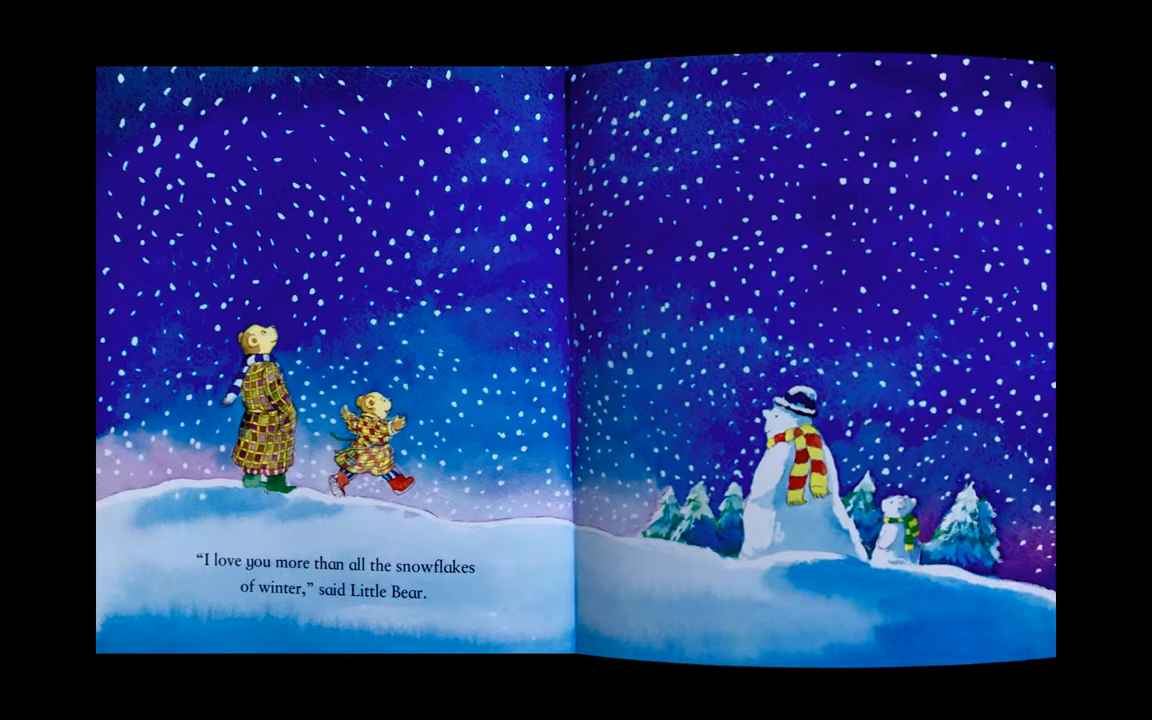 “I love you more than all the snowflakes
of winter,” said Little Bear.